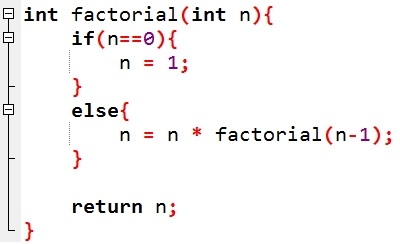 int factorial(int n){
    if(n==0){
        n = 1;
    }
    else{
        n = n * factorial(n-1);
    }

    return n;
}